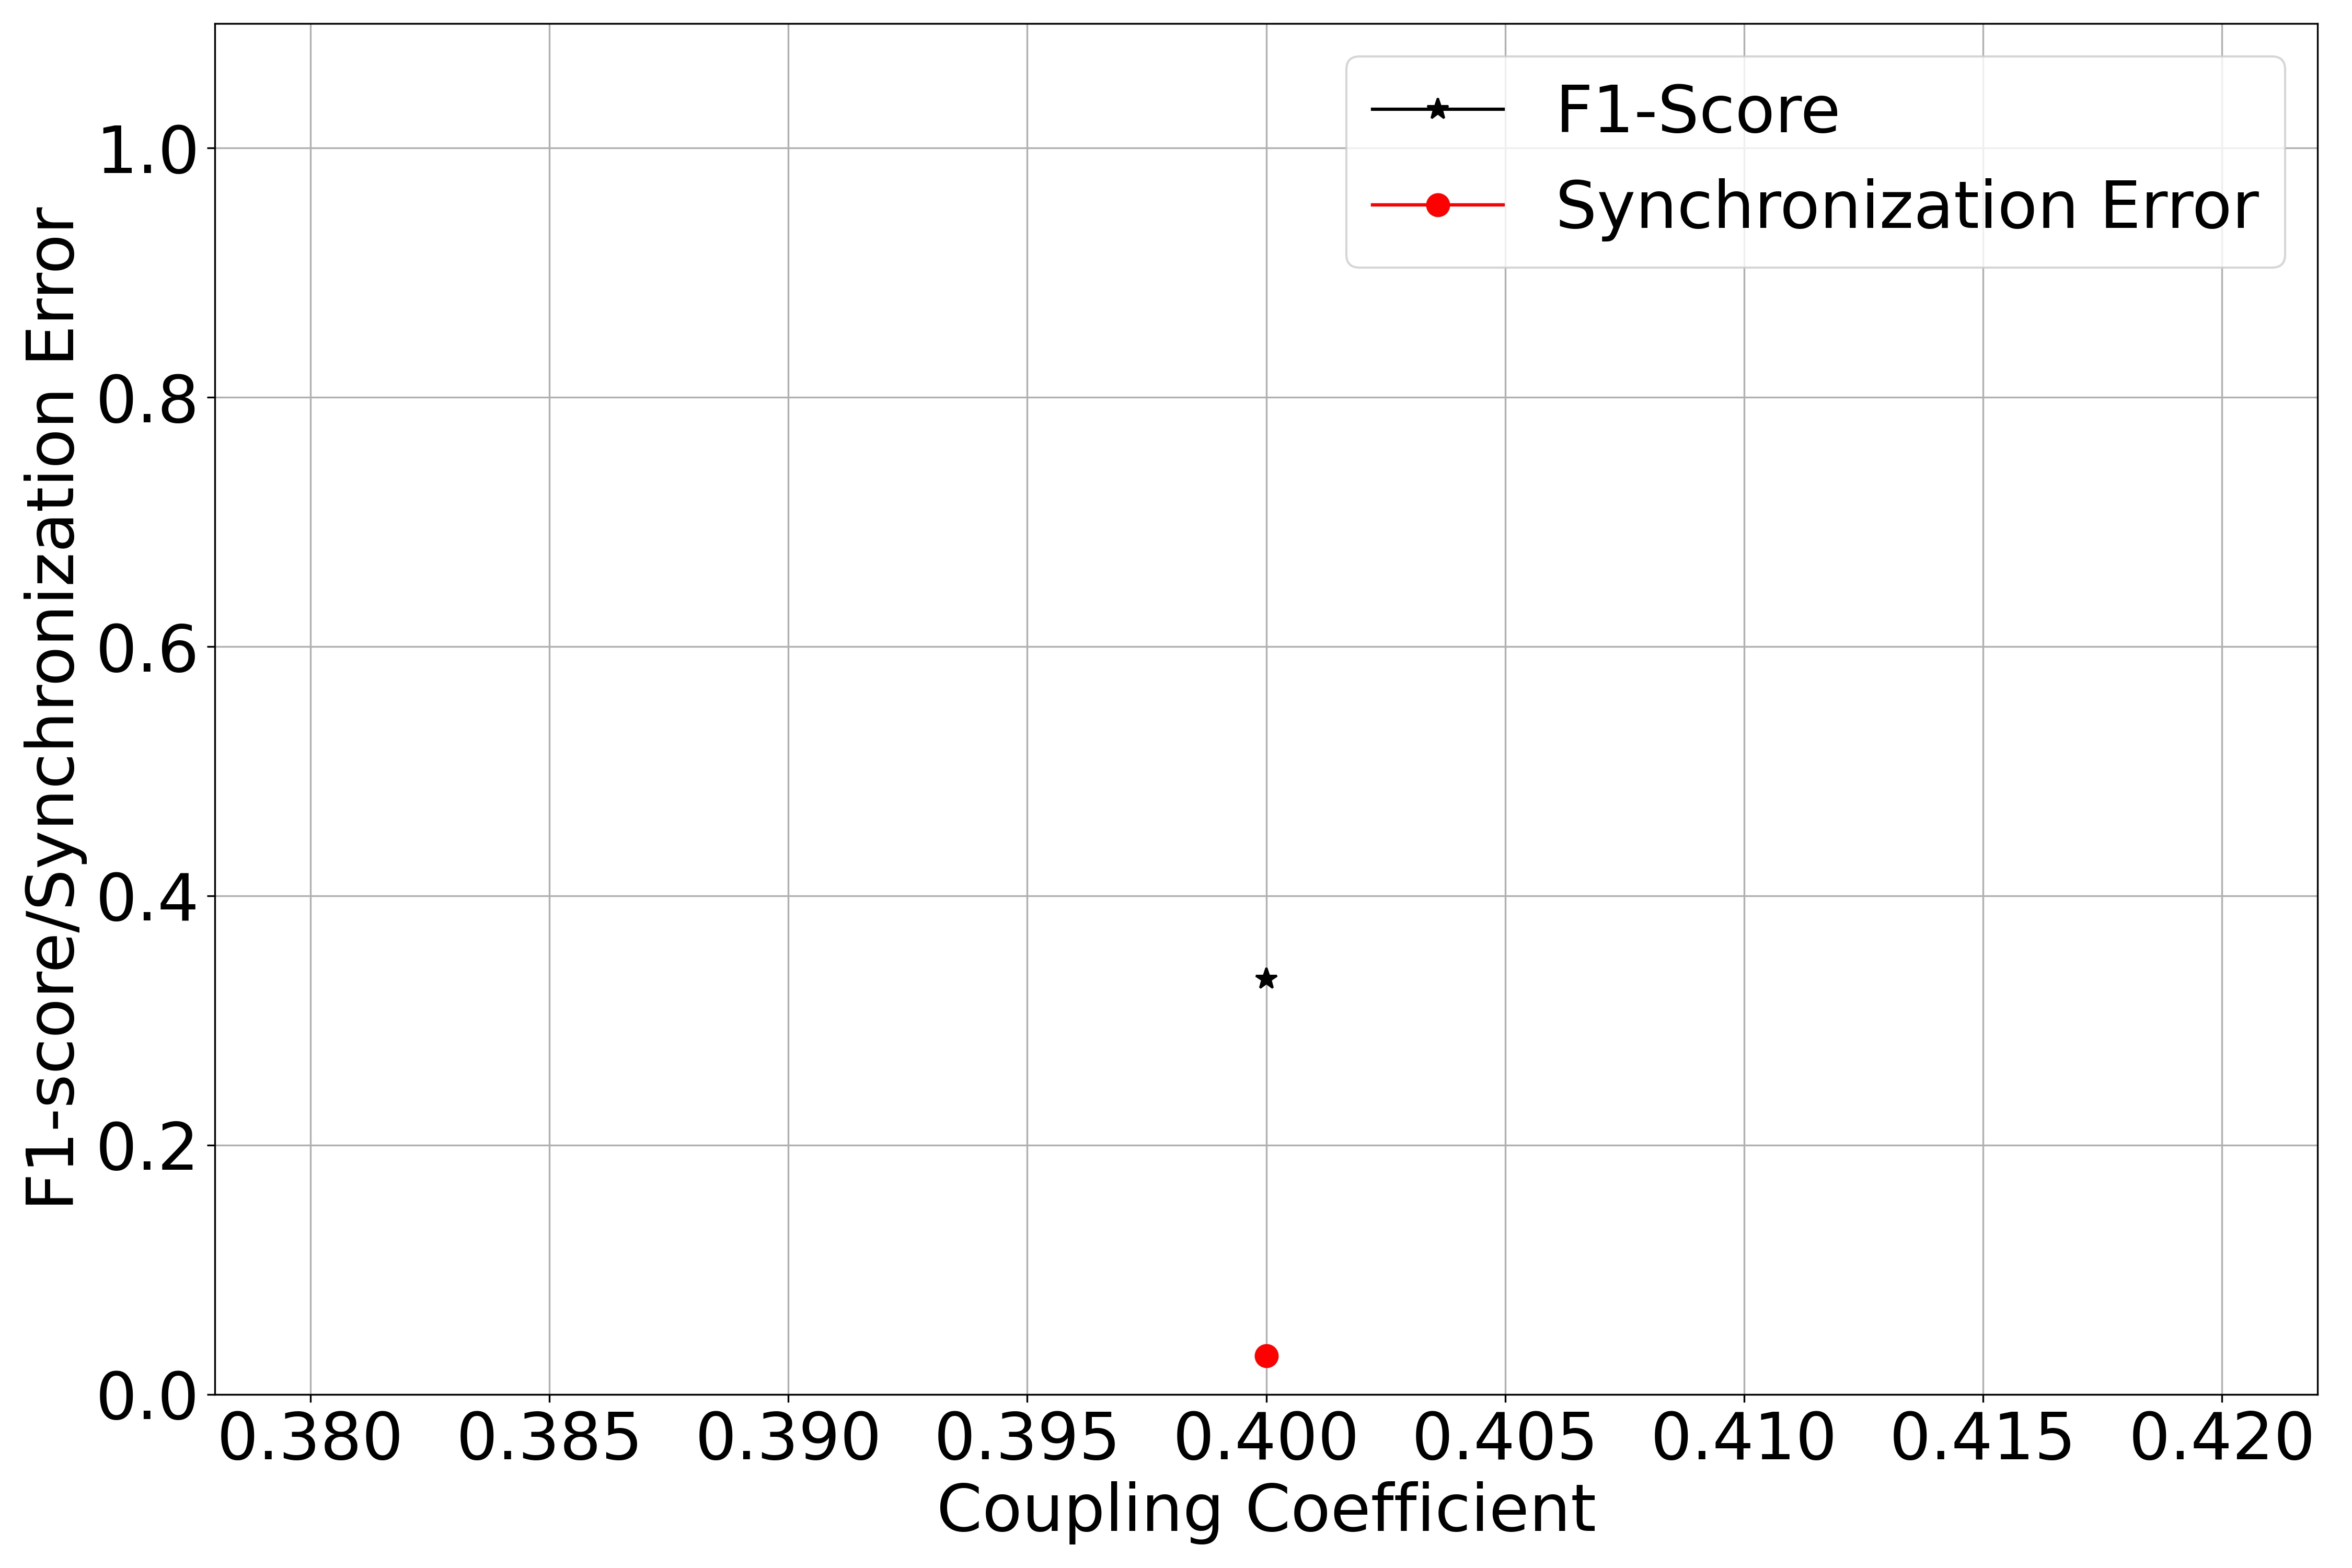 F1-Score
Synchronization Error
F1-score/Synchronization Error
1.0
0.8
0.6
0.4
0.2
0.0
0.380 0.385 0.390 0.395 0.400 0.405 0.410 0.415 0.420
Coupling Coefficient